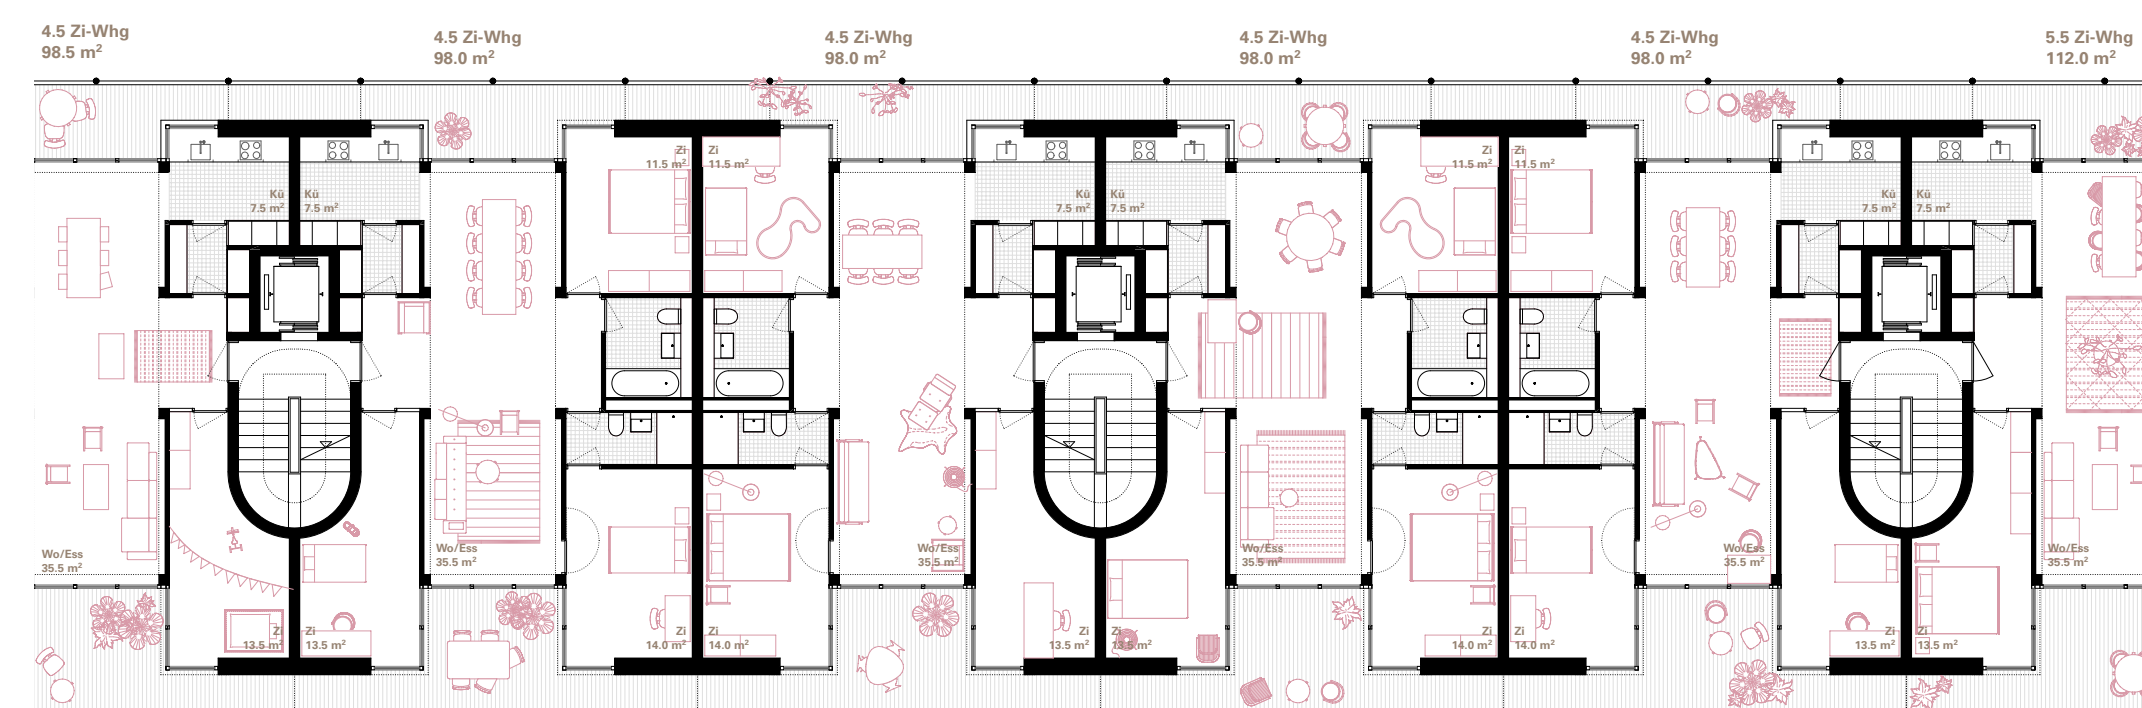 4.5 Zi-Whg
98.5 m²
4.5 Zi-Whg
98.0 m²
4.5 Zi-Whg
98.0 m²
4.5 Zi-Whg
98.0 m²
4.5 Zi-Whg
98.0 m²
5.5 Zi-Whg
112.0 m²
Zi
11.5 m²
Zi
11.5 m²
Zi
11.5 m²
Zi
11.5 m²
Kü
7.5 m²
Kü
7.5 m²
Kü
7.5 m²
Kü
7.5 m²
Kü
7.5 m²
Kü
7.5 m²
Wo/Ess
35.5 m²
Wo/Ess
35.5 m²
Wo/Ess
35.5 m²
Wo/Ess
35.5 m²
Wo/Ess
35.5 m²
Wo/Ess
35.5 m²
Zi
13.5 m²
Zi
13.5 m²
Zi
14.0 m²
Zi
14.0 m²
Zi
13.5 m²
Zi
13.5 m²
Zi
14.0 m²
Zi
14.0 m²
Zi
13.5 m²
Zi
13.5 m²